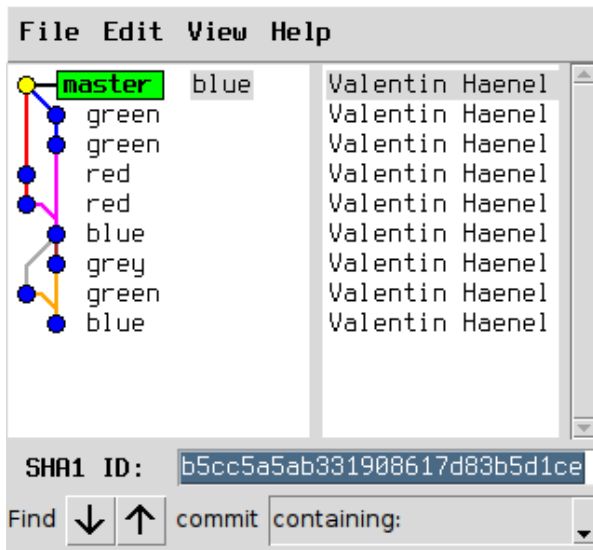 File Edit View Help
master blue Valentin Haenel
green Valentin Haenel
green Valentin Haenel
red Valentin Haenel
red Valentin Haenel
blue Valentin Haenel
grey Valentin Haenel
green Valentin Haenel
blue Valentin Haenel
SHA1 ID: b5cc5a5ab331908617d83b5d1ce
Find commit containing: